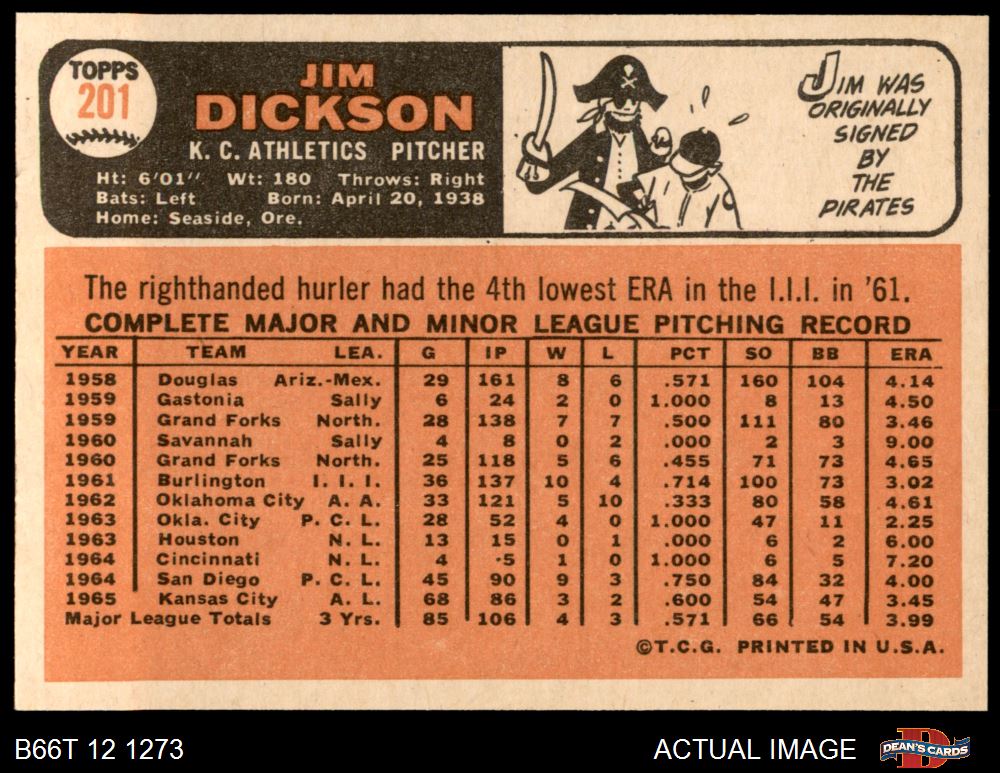 TOPPS
201
JIM
DICKSON
K. C. ATHLETICS PITCHER
Ht: 6'01" Wt: 180 Throws: Right
Bats: Left Born: April 20, 1938
Home: Seaside, Ore.
JIM WAS
ORIGINALLY
SIGNED
BY
THE
PIRATES
The righthanded hurler had the 4th lowest ERA in the I.I.I. in '61.
COMPLETE MAJOR AND MINOR LEAGUE PITCHING RECORD
YEAR TEAM LEA. G IP W L PCT SO BB ERA
1958 Douglas Ariz.-Mex. 29 161 8 6 .571 160 104 4.14
1959 Gastonia Sally 6 24 2 0 1.000 8 13 4.50
1959 Grand Forks North. 28 138 7 7 .500 111 80 3.46
1960 Savannah Sally 4 8 0 2 .000 2 3 9.00
1960 Grand Forks North. 25 118 5 6 .455 71 73 4.65
1961 Burlington I. I. I. 36 137 10 4 .714 100 73 3.02
1962 Oklahoma City A. A. 33 121 5 10 .333 80 58 4.61
1963 Okla. City P. C. L. 28 52 4 0 1.000 47 11 2.25
1963 Houston N. L. 13 15 0 1 .000 6 2 6.00
1964 Cincinnati N. L. 4 ·5 1 0 1.000 6 5 7.20
1964 San Diego P. C. L. 45 90 9 3 .750 84 32 4.00
1965 Kansas City A. L. 68 86 3 2 .600 54 47 3.45
Major League Totals 3 Yrs. 85 106 4 3 .571 66 54 3.99
©T.C.G. PRINTED IN U.S.A.
B66T 12 1273 ACTUAL IMAGE DEAN'S CARDS